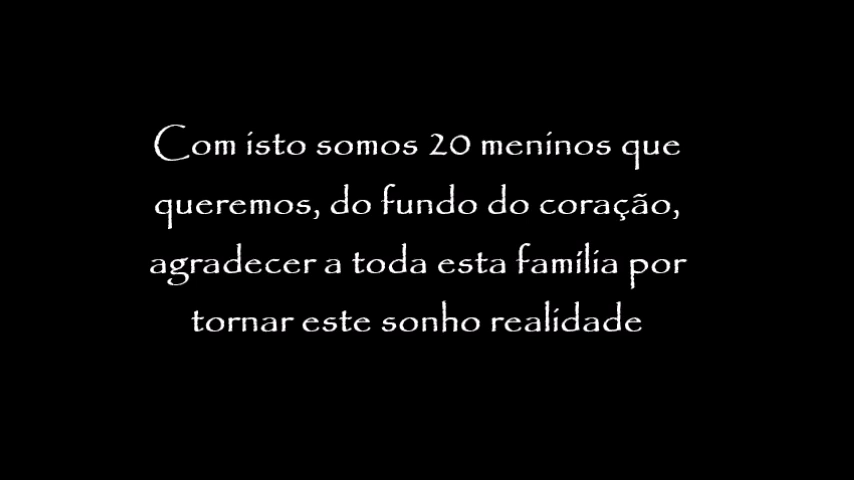 Com isto somos 20 meninos que
queremos, do fundo do coração,
agradecer a toda esta família por
tornar este sonho realidade